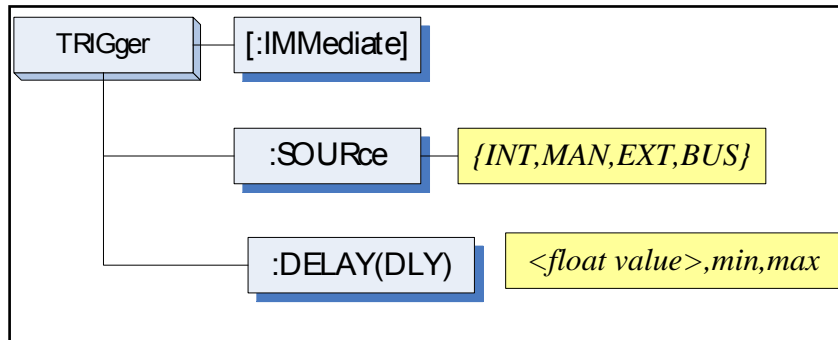 TRIGger
[:IMMediate]
:SOURce
{INT,MAN,EXT,BUS}
:DELAY(DLY)
<float value>,min,max